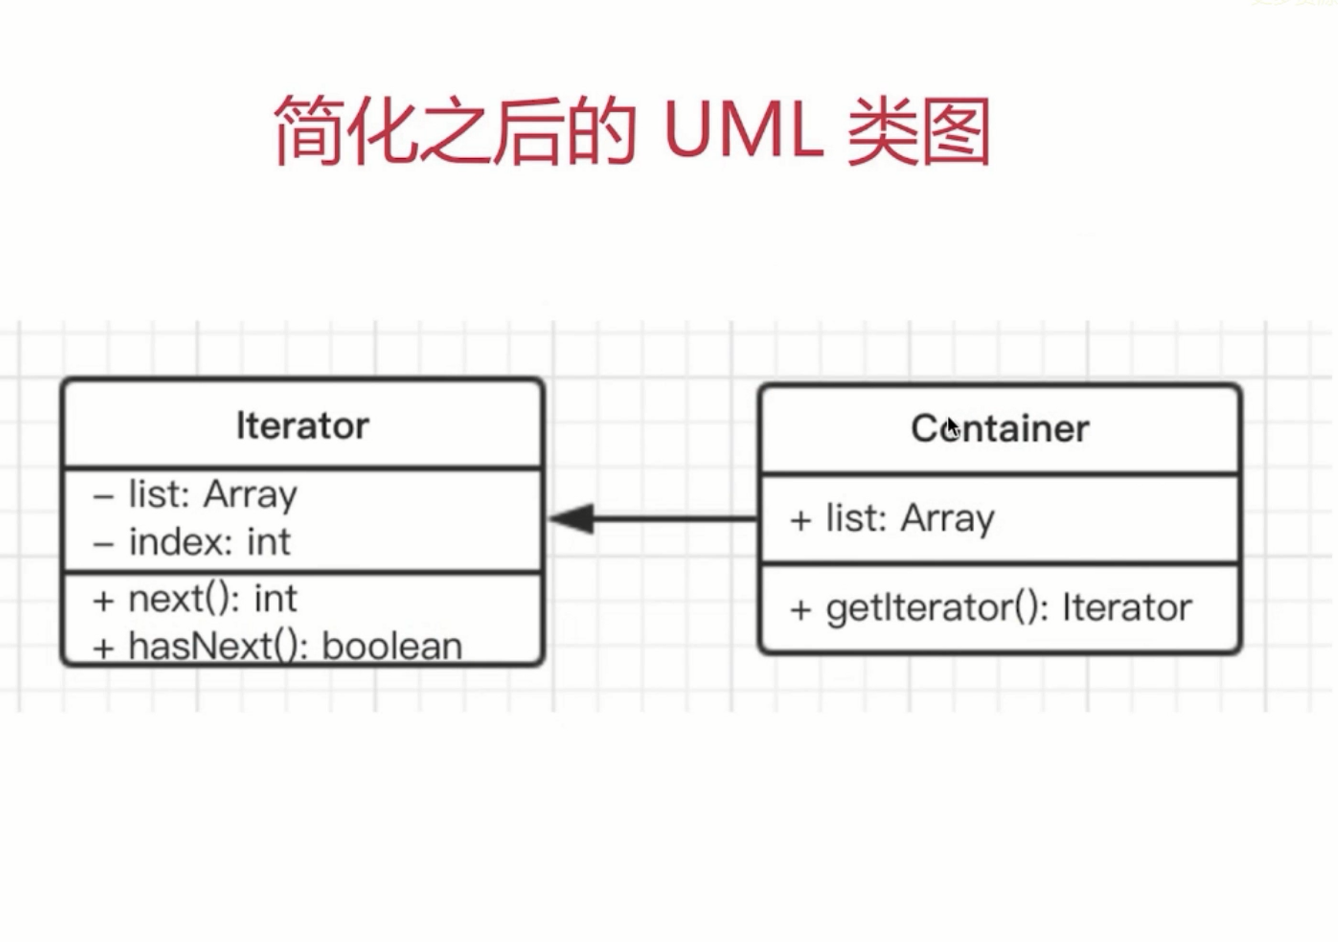 简化之后的 UML 类图
Iterator
– list: Array
– index: int
+ next(): int
+ hasNext(): boolean
Container
+ list: Array
+ getIterator(): Iterator